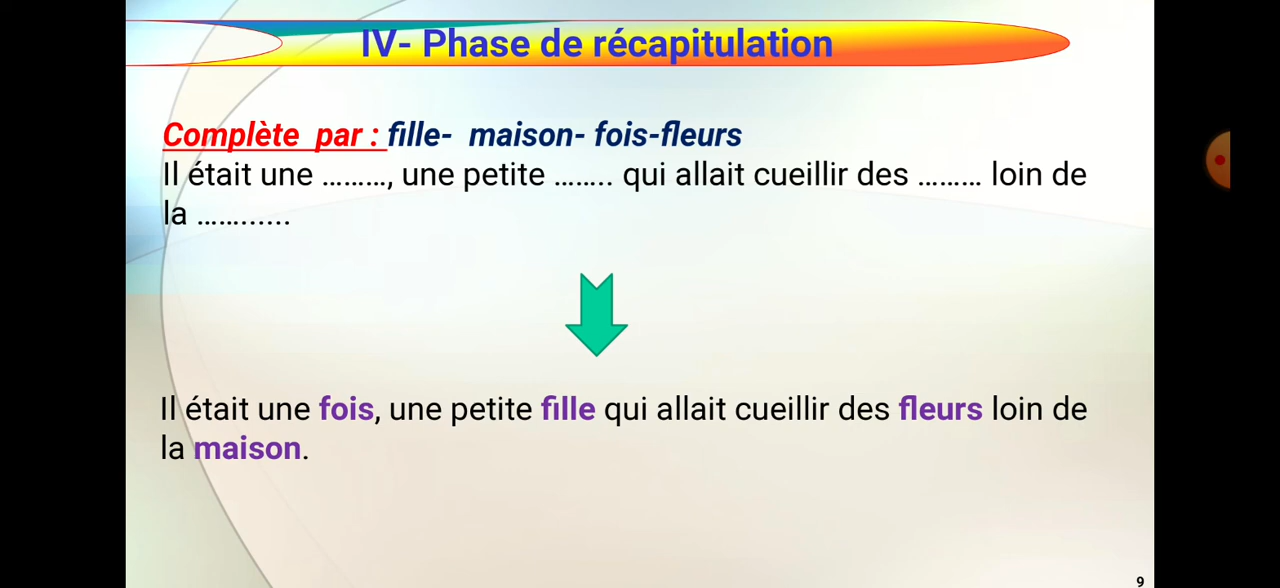 IV- Phase de récapitulation
Complète par : fille- maison- fois-fleurs
Il était une ………, une petite …….. qui allait cueillir des ……… loin de
la ……......
Il était une fois, une petite fille qui allait cueillir des fleurs loin de
la maison.
9